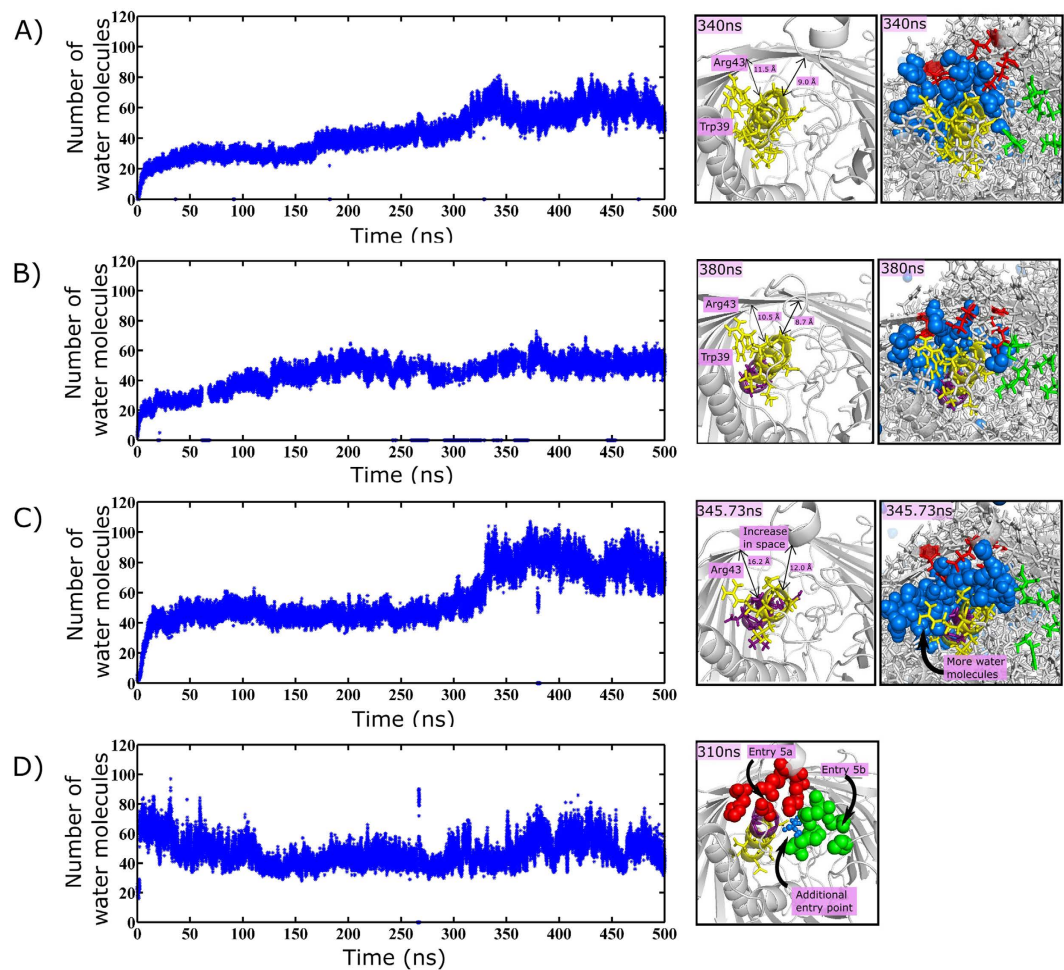 A)
Number of
water molecules
120
100
80
60
40
20
0
0 50 100 150 200 250 300 350 400 450 500
Time (ns)
340ns
Arg43
11.5 Å
9.0 Å
Trp39
340ns
B)
Number of
water molecules
120
100
80
60
40
20
0
0 50 100 150 200 250 300 350 400 450 500
Time (ns)
380ns
Arg43
10.5 Å
8.7 Å
Trp39
380ns
C)
Number of
water molecules
120
100
80
60
40
20
0
0 50 100 150 200 250 300 350 400 450 500
Time (ns)
345.73ns
Increase
in space
16.2 Å
12.0 Å
Arg43
345.73ns
More water
molecules
D)
Number of
water molecules
120
100
80
60
40
20
0
0 50 100 150 200 250 300 350 400 450 500
Time (ns)
310ns
Entry 5a
Entry 5b
Additional
entry point